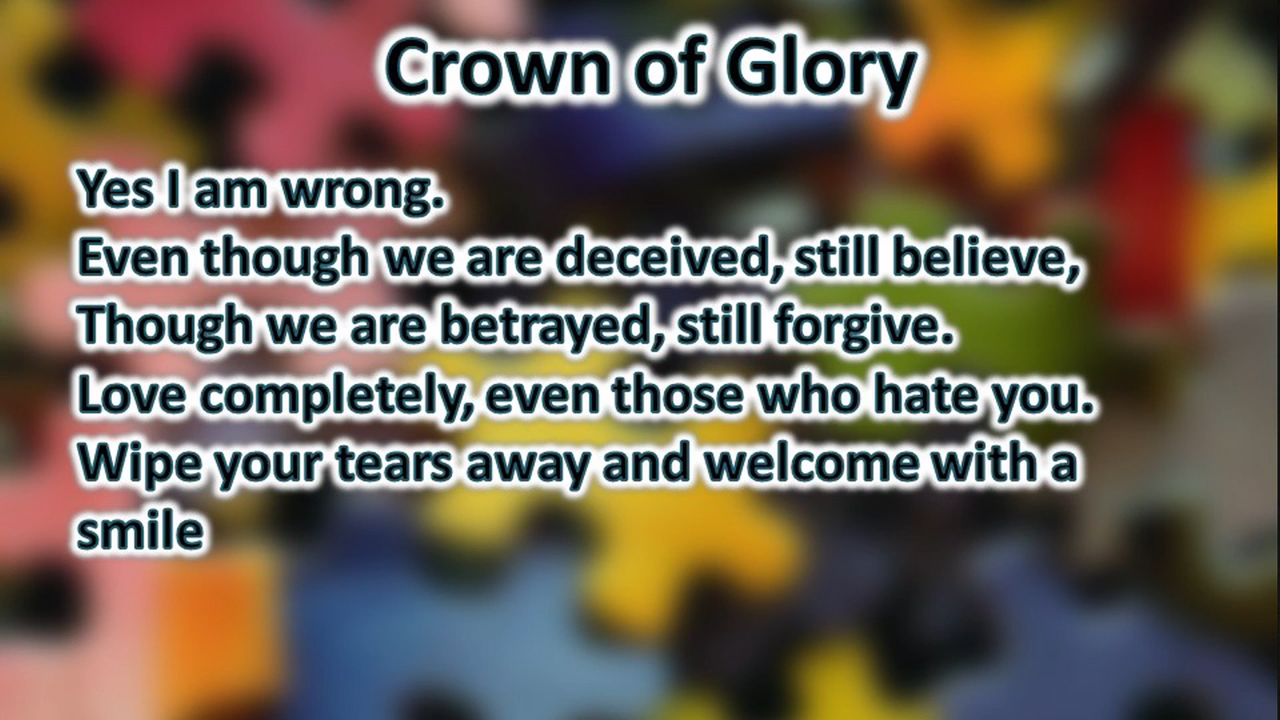 Crown of Glory
Yes I am wrong.
Even though we are deceived, still believe,
Though we are betrayed, still forgive.
Love completely, even those who hate you.
Wipe your tears away and welcome with a
smile